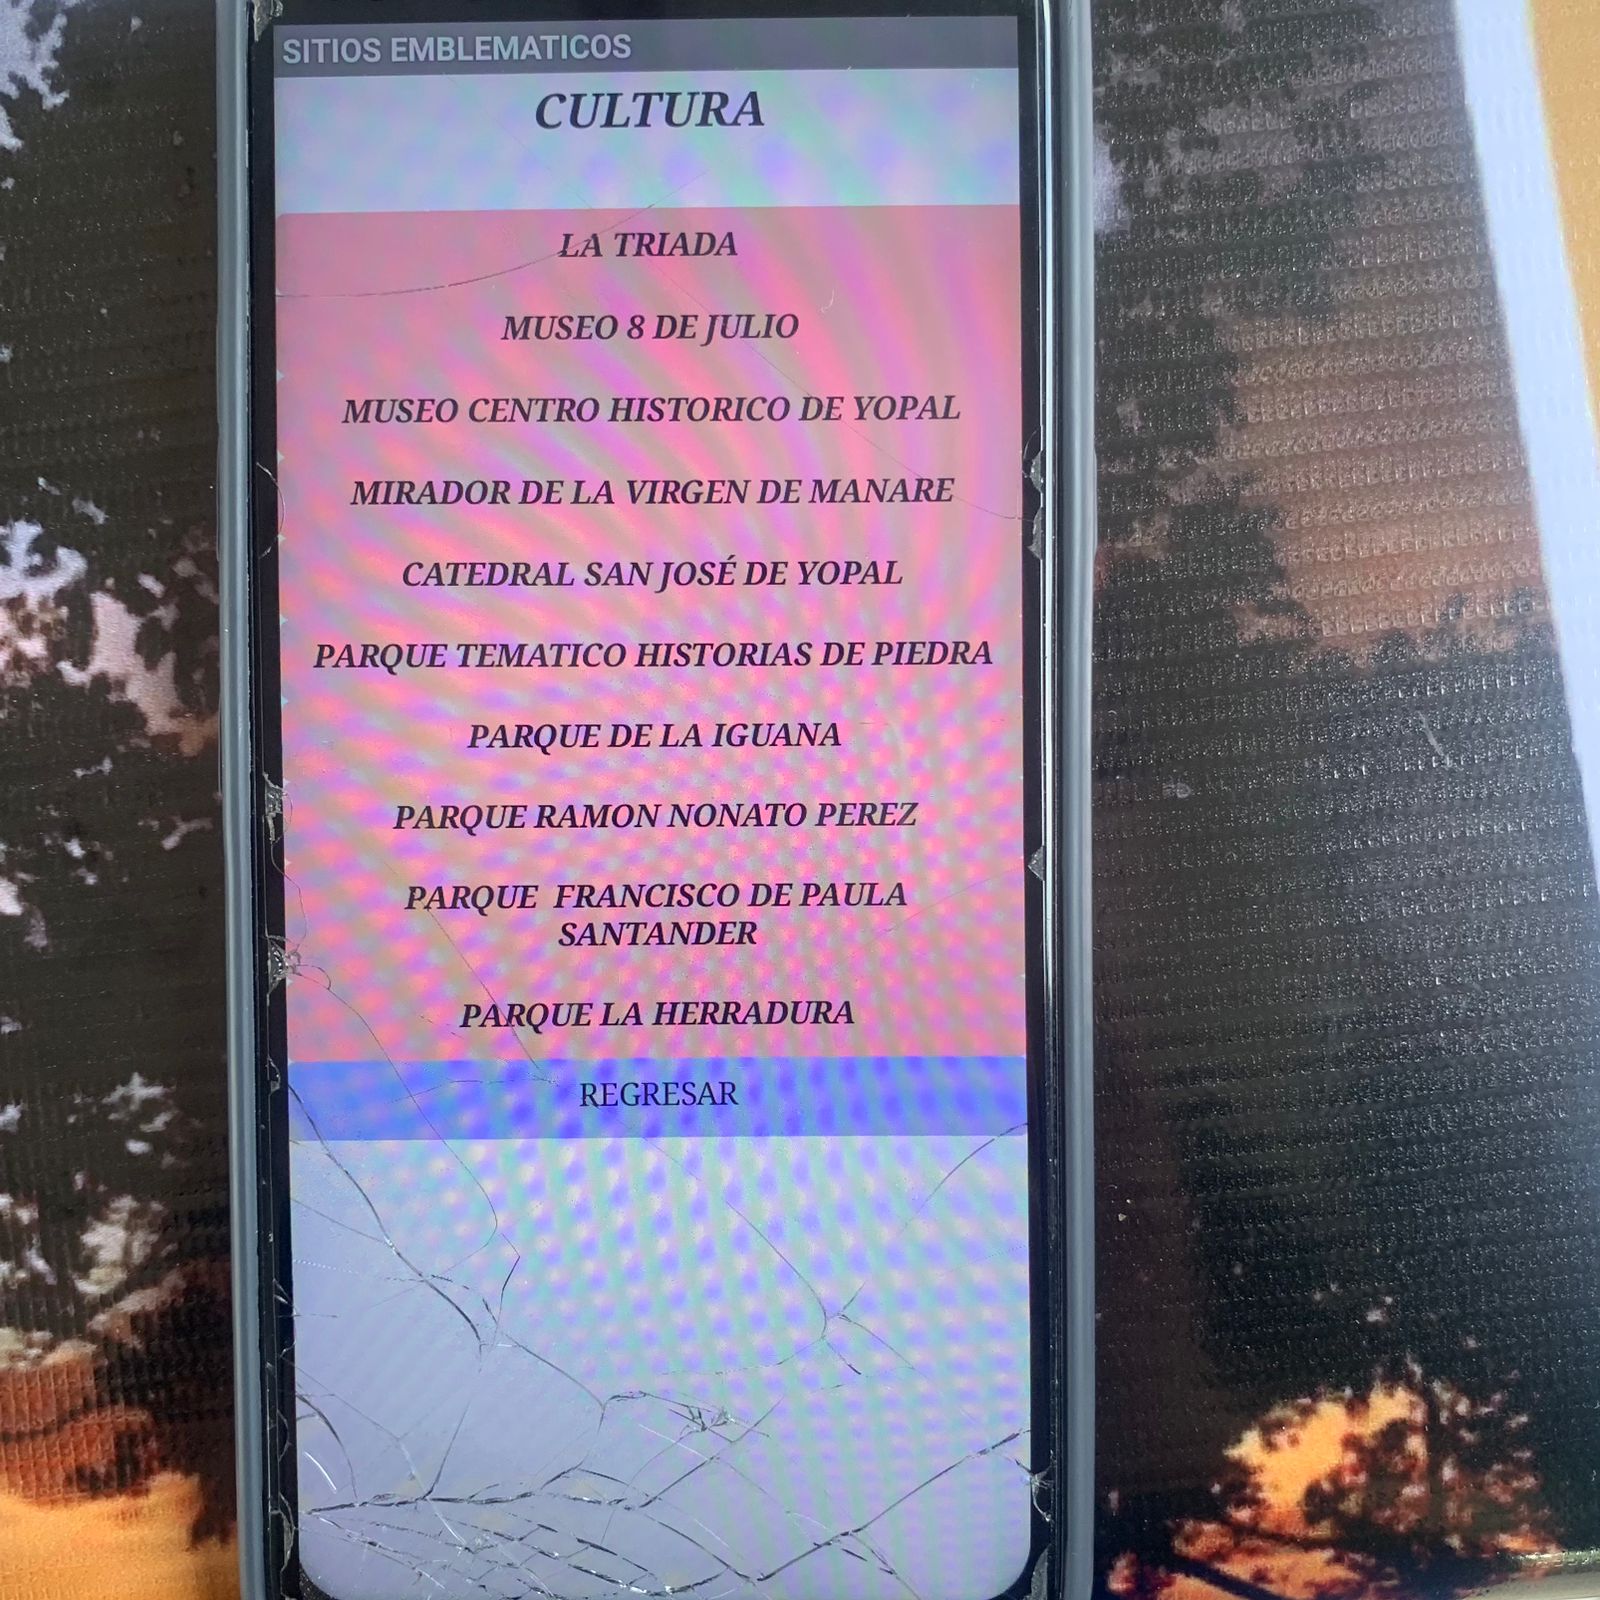 SITIOS EMBLEMATICOS
CULTURA
LA TRIADA
MUSEO 8 DE JULIO
MUSEO CENTRO HISTORICO DE YOPAL
MIRADOR DE LA VIRGEN DE MANARE
CATEDRAL SAN JOSÉ DE YOPAL
PARQUE TEMATICO HISTORIAS DE PIEDRA
PARQUE DE LA IGUANA
PARQUE RAMON NONATO PEREZ
PARQUE FRANCISCO DE PAULA
SANTANDER
PARQUE LA HERRADURA
REGRESAR